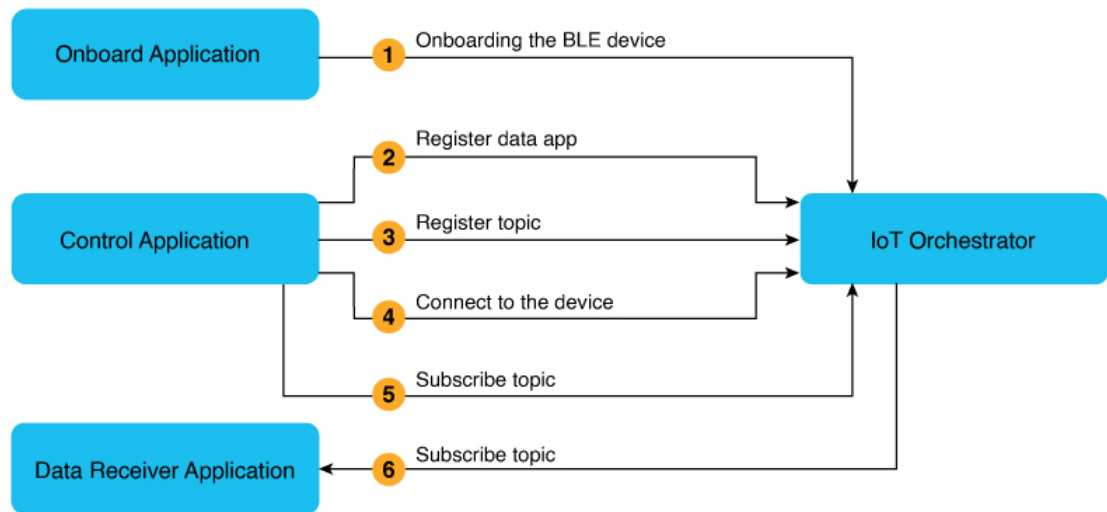 Onboard Application
1
Onboarding the BLE device
2
Register data app
Control Application
3
Register topic
IoT Orchestrator
4
Connect to the device
5
Subscribe topic
Data Receiver Application
6
Subscribe topic